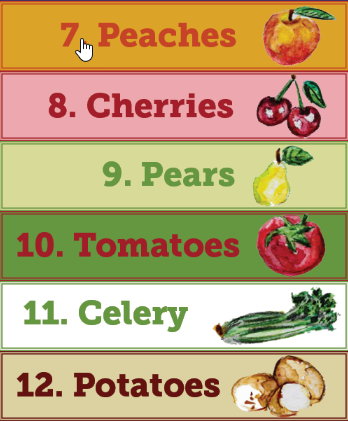 7. Peaches
8. Cherries
9. Pears
10. Tomatoes
11. Celery
12. Potatoes